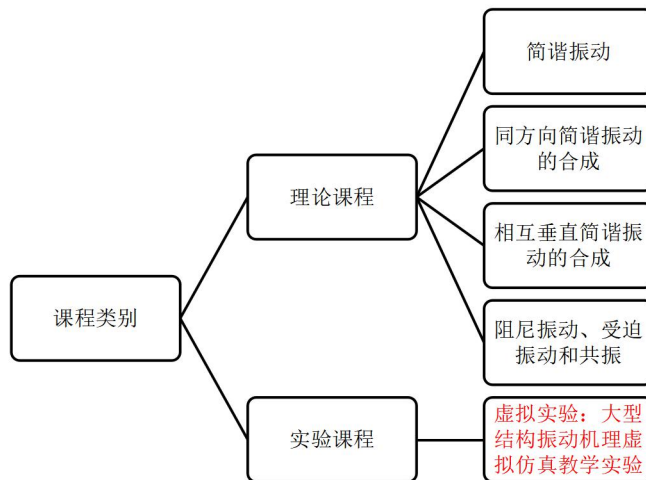 简谐振动
同方向简谐振动
的合成
理论课程
相互垂直简谐振
动的合成
课程类别
阻尼振动、受迫
振动和共振
实验课程
虚拟实验：大型
结构振动机理虚
拟仿真教学实验